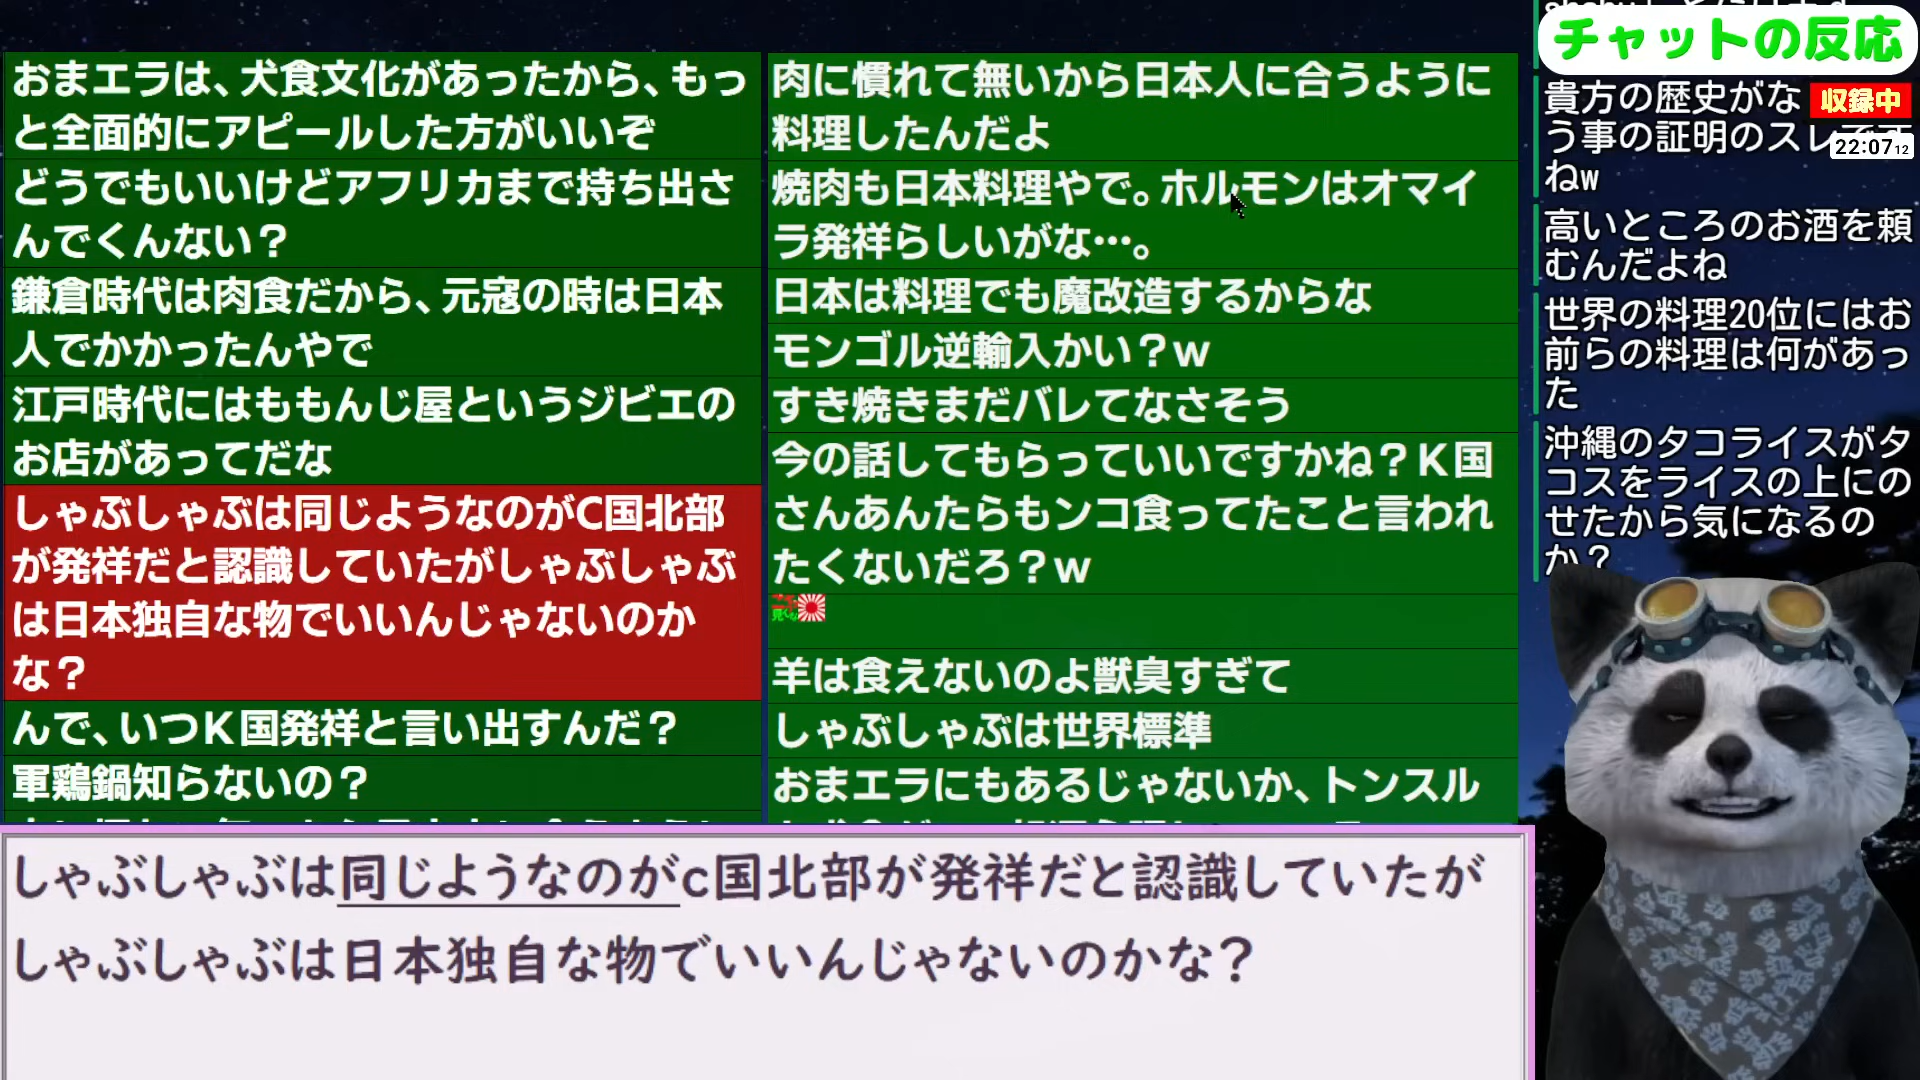 おまエラは、犬食文化があったから、もっ
と全面的にアピールした方がいいぞ
どうでもいいけどアフリカまで持ち出さ
んでくんない？
鎌倉時代は肉食だから、元寇の時は日本
人でかかったんやで
江戸時代にはももんじ屋というジビエの
お店があってだな
しゃぶしゃぶは同じようなのがC国北部
が発祥だと認識していたがしゃぶしゃぶ
は日本独自な物でいいんじゃないのか
な？
んで、いつK国発祥と言い出すんだ？
軍鶏鍋知らないの？
肉に慣れて無いから日本人に合うように
料理したんだよ
焼肉も日本料理やで。ホルモンはオマイ
ラ発祥らしいがな…。
日本は料理でも魔改造するからな
モンゴル逆輸入かい？w
すき焼きまだバレてなさそう
今の話してもらっていいですかね？K国
さんあんたらもンコ食ってたこと言われ
たくないだろ？w
羊は食えないのよ獣臭すぎて
しゃぶしゃぶは世界標準
おまエラにもあるじゃないか、トンスル
チャットの反応
収録中
22:07 12
貴方の歴史がな
う事の証明のスレ
ねw
高いところのお酒を頼
むんだよね
世界の料理20位にはお
前らの料理は何があっ
た
沖縄のタコライスがタ
コスをライスの上にの
せたから気になるの
か？
しゃぶしゃぶは同じようなのがc国北部が発祥だと認識していたが
しゃぶしゃぶは日本独自な物でいいんじゃないのかな？